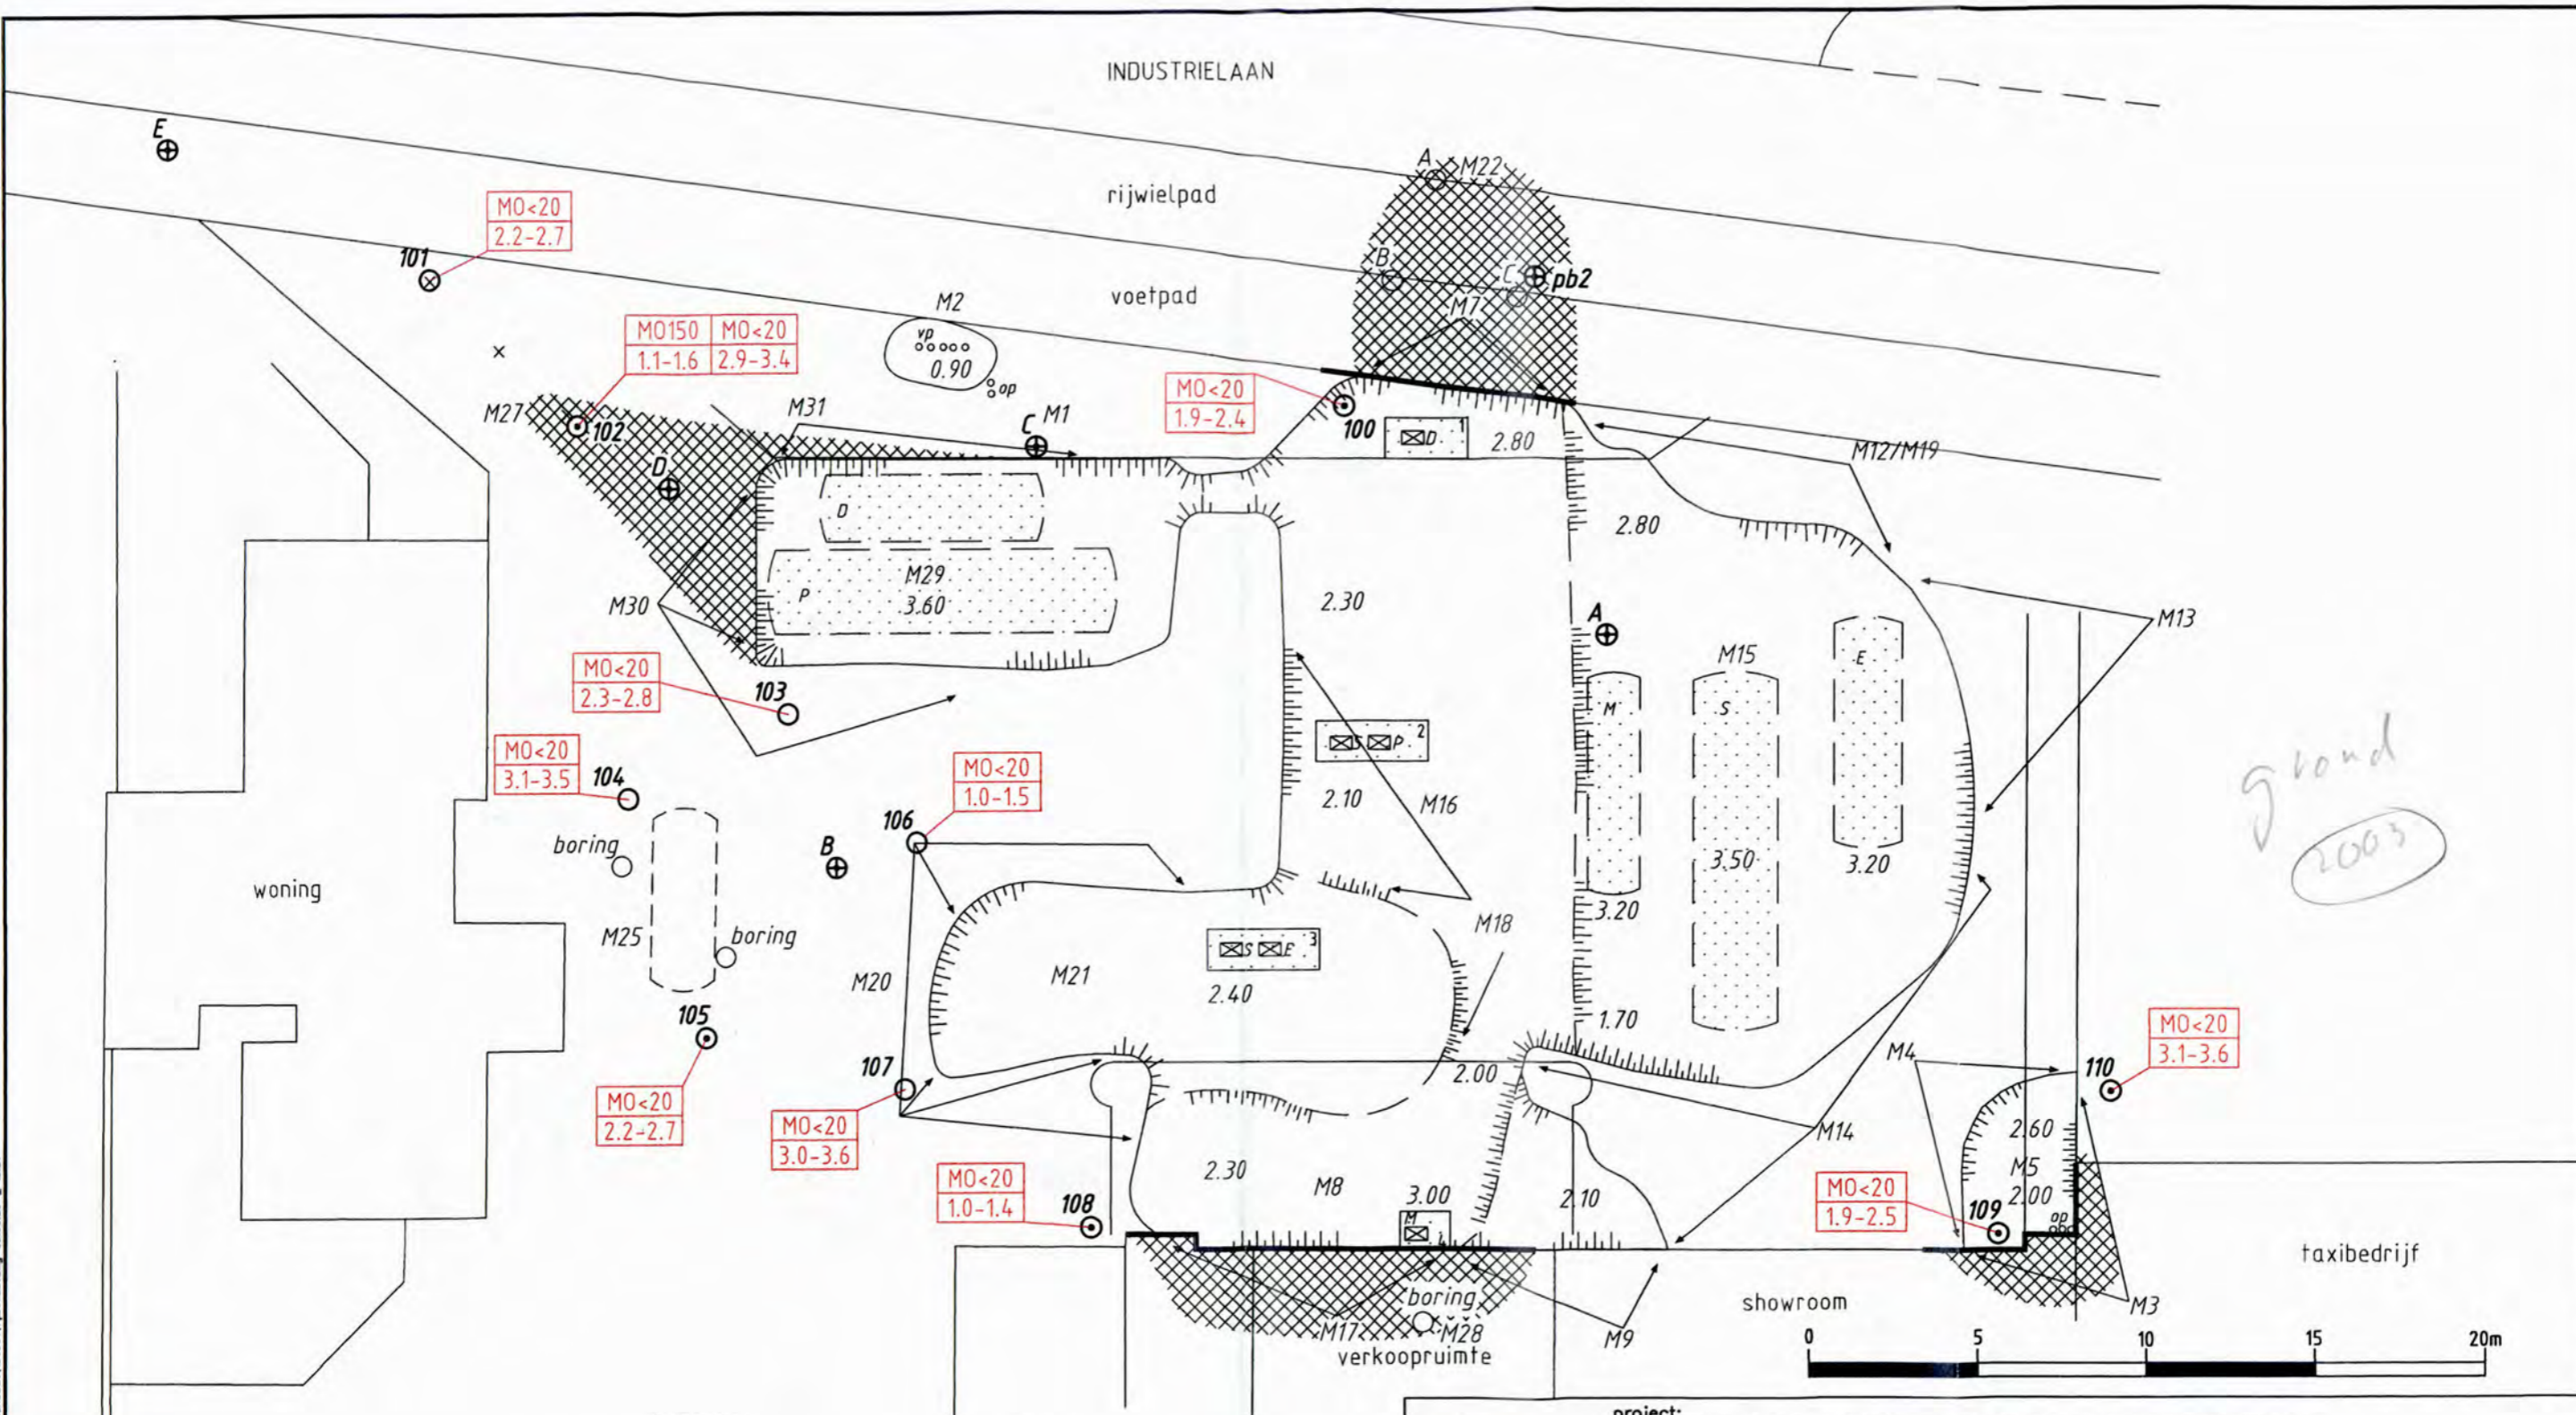 INDUSTRIELAAN
E
A
M22
rijwielpad
MO<20
2.2-2.7
101
B
C
pb2
voetpad
M2
vp
0.90
op
M7
MO150 MO<20
1.1-1.6 2.9-3.4
MO<20
1.9-2.4
M27
102
M31
C
M1
100
D
1
2.80
M12/M19
D
D
2.80
M29
P
3.60
M30
2.30
A
M13
M15
E
MO<20
2.3-2.8
103
M
S
MO<20
3.1-3.5
104
S
P
2
grond
2003
MO<20
1.0-1.5
2.10
M16
106
boring
B
3.50
3.20
woning
3.20
M25
boring
M18
S
E
3
M20
M21
2.40
105
1.70
MO<20
3.1-3.6
M4
110
107
2.00
MO<20
2.2-2.7
MO<20
3.0-3.6
M14
2.60
M5
2.30
M8
3.00
2.10
2.00
MO<20
1.0-1.4
108
M
4
MO<20
1.9-2.5
109
op
taxibedrijf
boring
showroom
M3
M17
M28
M9
verkoopruimte
0 5 10 15 20m
project: